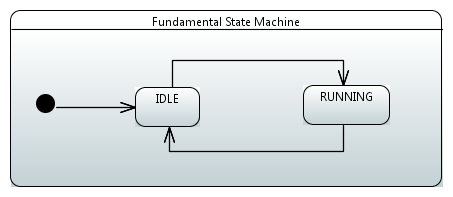 Fundamental State Machine
IDLE
RUNNING